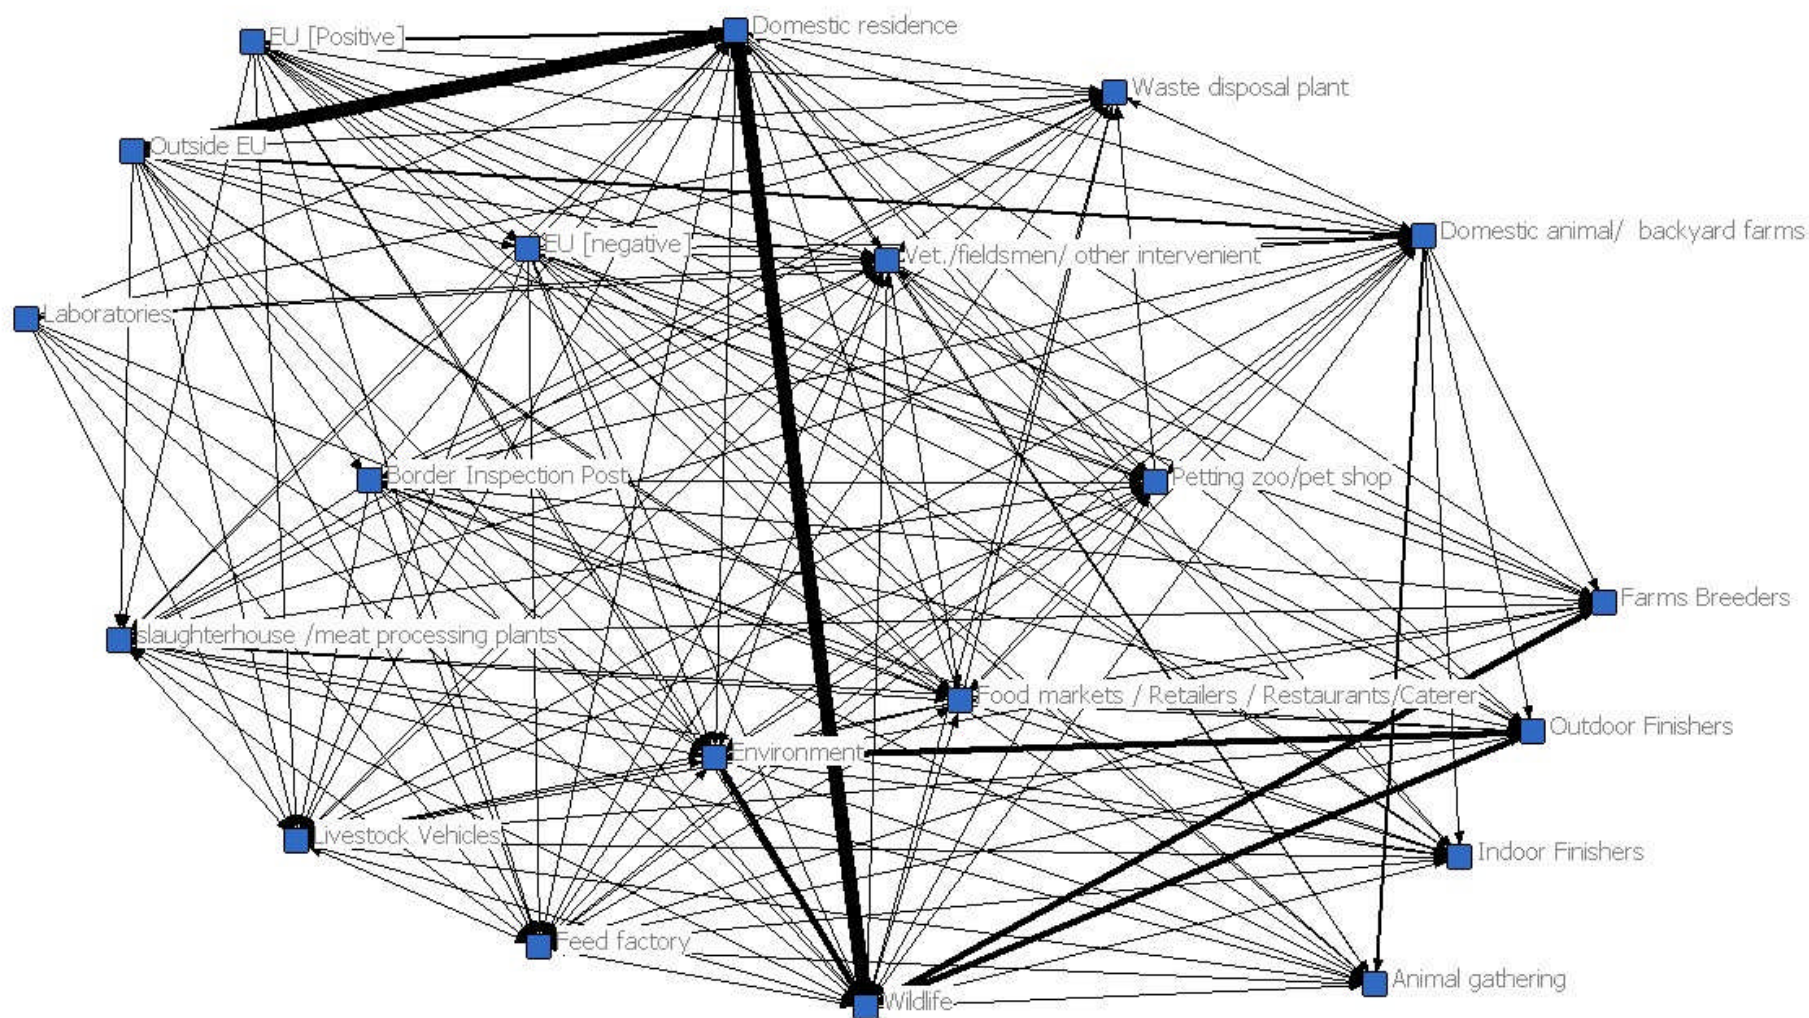 EU [Positive]
Domestic residence
Waste disposal plant
Outside EU
Domestic animal/ backyard farms
EU [negative]
Vet./fieldsmen/ other intervenient
Laboratories
Border Inspection Post
Petting zoo/pet shop
Farms Breeders
slaughterhouse /meat processing plants
Food markets / Retailers / Restaurants/Caterer
Outdoor Finishers
Environment
Livestock Vehicles
Indoor Finishers
Feed factory
Animal gathering
Wildlife